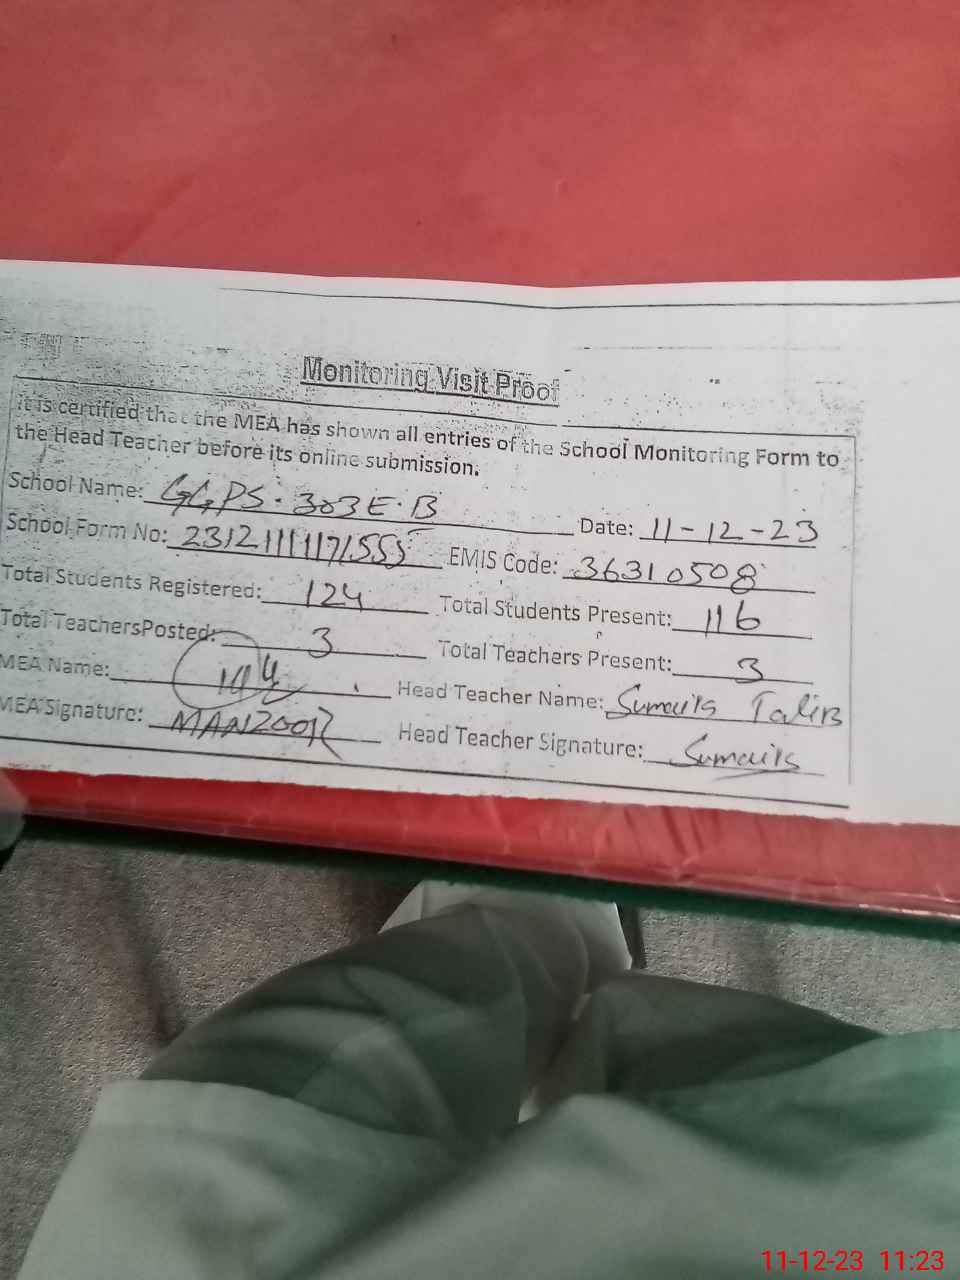 Monitoring Visit Proof
it is certified that the MEA has shown all entries of the School Monitoring Form to
the Head Teacher before its online submission.
School Name: GGPS. 303 E.B Date: 11-12-23
School Form No: EMIS Code: 36310508
Total Students Registered: 124 Total Students Present: 116
Total TeachersPosted: 3 Total Teachers Present: 3
MEA Name: Head Teacher Name: Sumaira Talib
MEA Signature: MANZOOR Head Teacher Signature: Sumaira
11-12-23 11:23